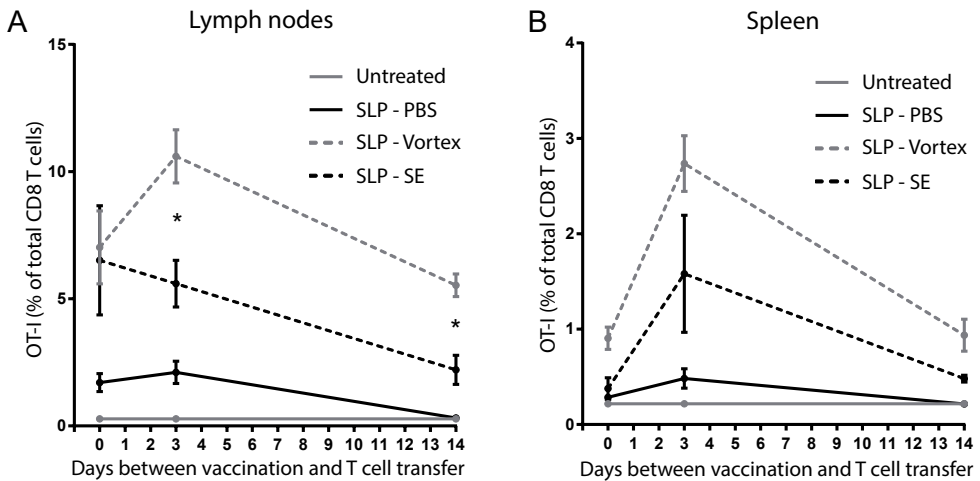 A
Lymph nodes
15
10
5
0
OT-I (% of total CD8 T cells)
Untreated
SLP - PBS
SLP - Vortex
SLP - SE
*
*
0 1 2 3 4 5 6 7 8 9 10 11 12 13 14
Days between vaccination and T cell transfer
B
Spleen
4
3
2
1
0
OT-I (% of total CD8 T cells)
Untreated
SLP - PBS
SLP - Vortex
SLP - SE
0 1 2 3 4 5 6 7 8 9 10 11 12 13 14
Days between vaccination and T cell transfer